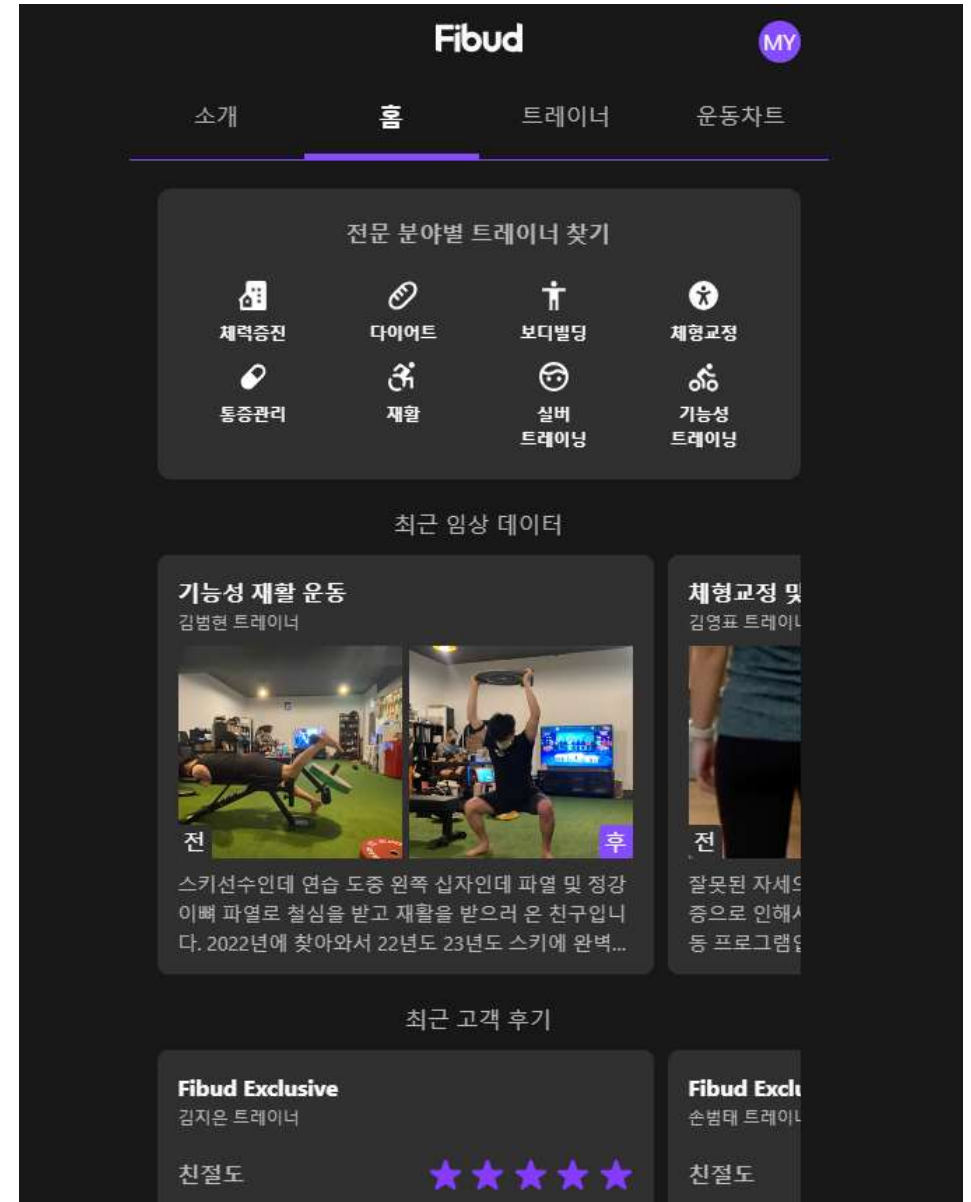 Fibud
MY
소개 홈 트레이너 운동차트
전문 분야별 트레이너 찾기
체력증진 다이어트 보디빌딩 체형교정
통증관리 재활 실버 트레이닝 기능성 트레이닝
최근 임상 데이터
기능성 재활 운동
김범현 트레이너
전
후
스키선수인데 연습 도중 왼쪽 십자인데 파열 및 정강
이뼈 파열로 철심을 받고 재활을 받으러 온 친구입니
다. 2022년에 찾아와서 22년도 23년도 스키에 완벽...
체형교정 및
김영표 트레이너
전
잘못된 자세으
증으로 인해서
동 프로그램입
최근 고객 후기
Fibud Exclusive
김지은 트레이너
친절도
Fibud Exclu
손범태 트레이너
친절도